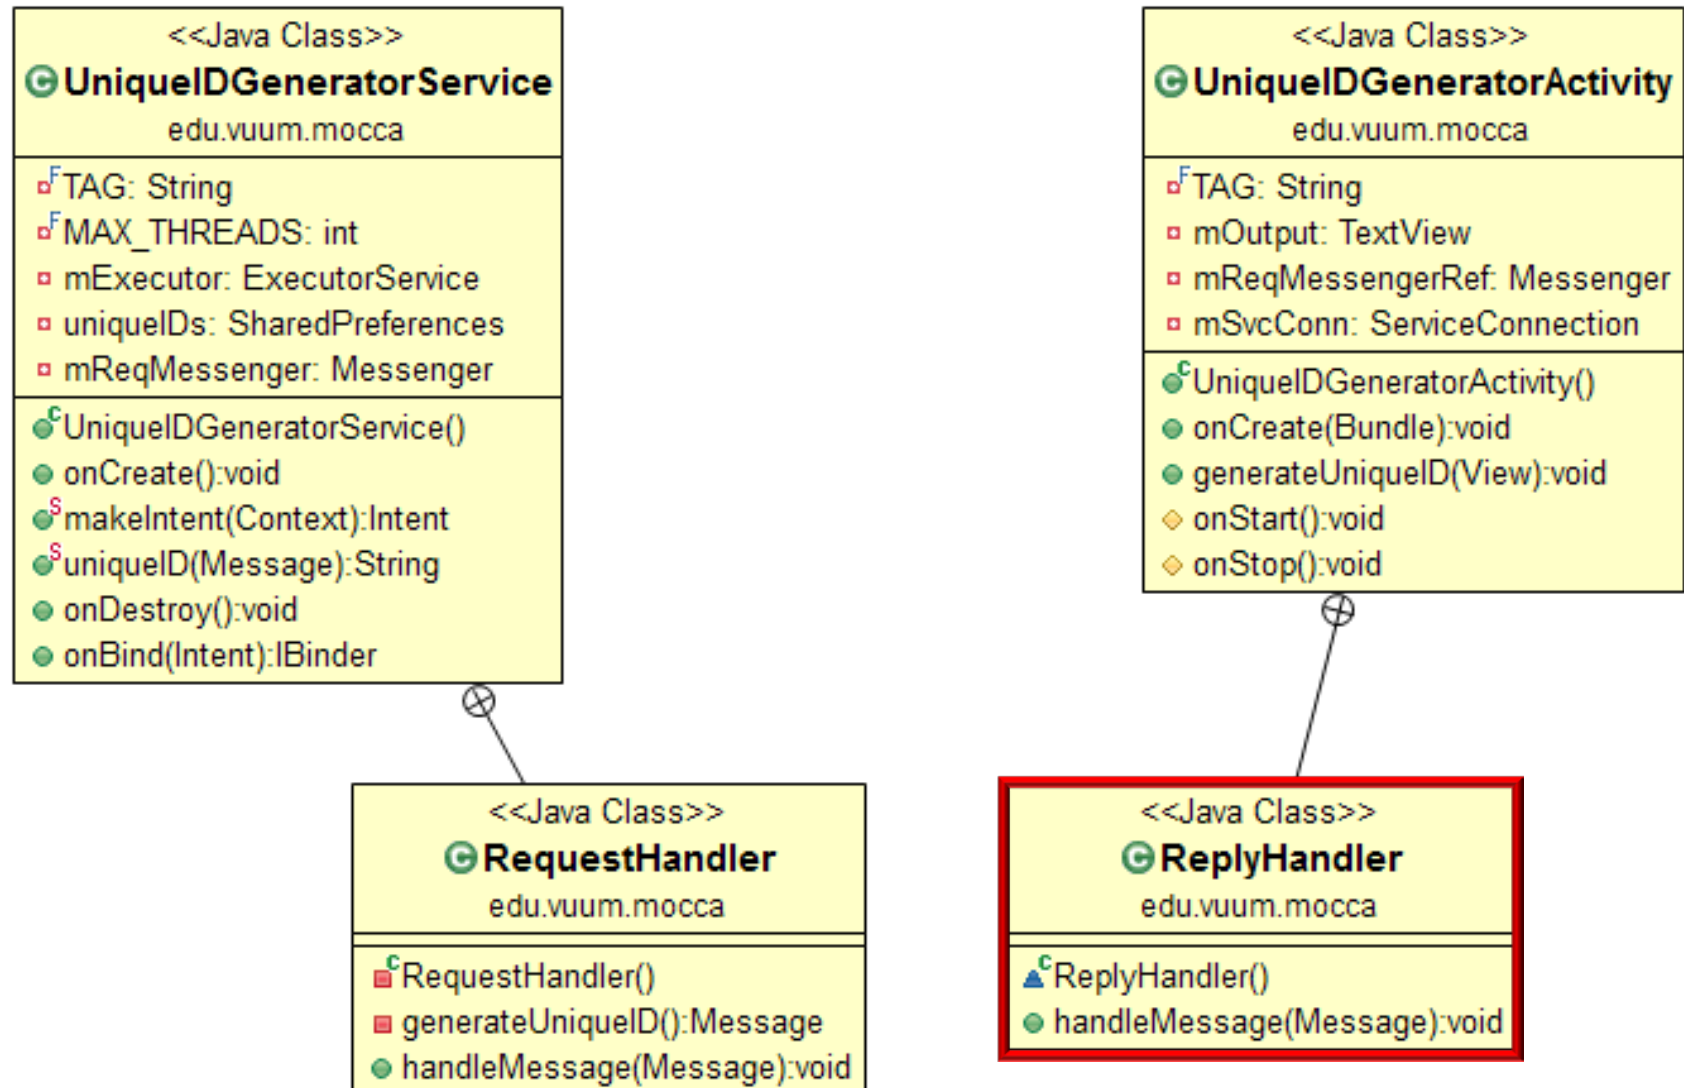 <<Java Class>>
UniqueIDGeneratorService
edu.vuum.mocca
TAG: String
MAX_THREADS: int
mExecutor: ExecutorService
uniqueIDs: SharedPreferences
mReqMessenger: Messenger
UniqueIDGeneratorService()
onCreate():void
makeIntent(Context):Intent
uniqueID(Message):String
onDestroy():void
onBind(Intent):IBinder
<<Java Class>>
UniqueIDGeneratorActivity
edu.vuum.mocca
TAG: String
mOutput: TextView
mReqMessengerRef: Messenger
mSvcConn: ServiceConnection
UniqueIDGeneratorActivity()
onCreate(Bundle):void
generateUniqueID(View):void
onStart():void
onStop():void
<<Java Class>>
RequestHandler
edu.vuum.mocca
RequestHandler()
generateUniqueID():Message
handleMessage(Message):void
<<Java Class>>
ReplyHandler
edu.vuum.mocca
ReplyHandler()
handleMessage(Message):void